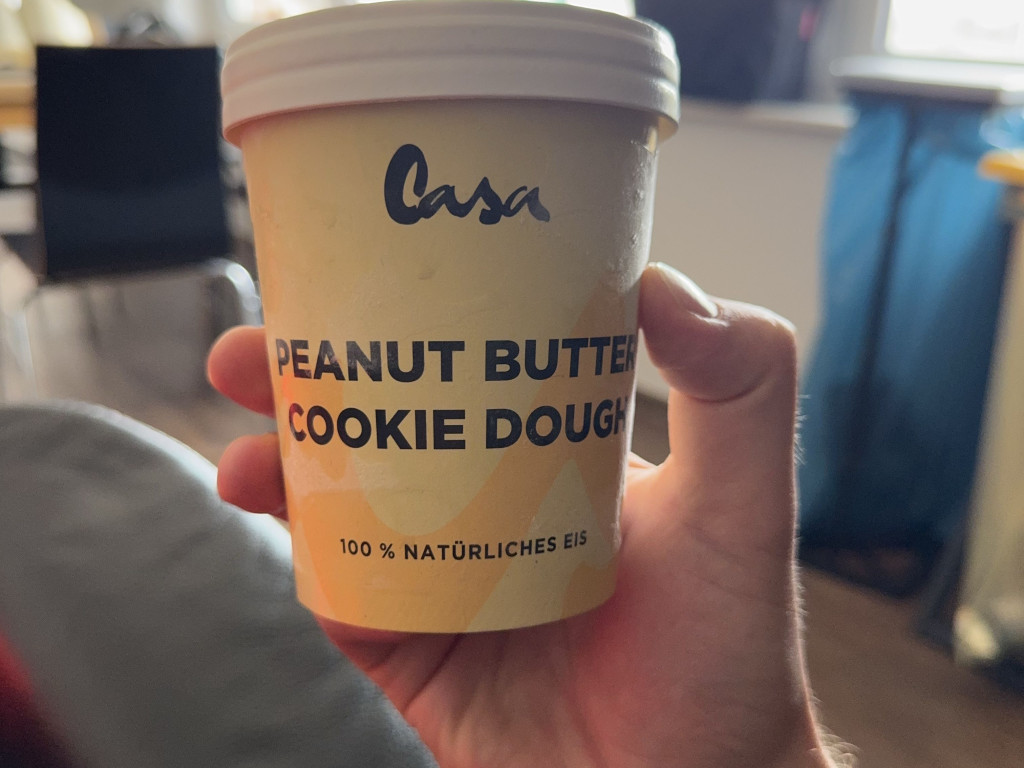 Casa
PEANUT BUTTER
COOKIE DOUGH
100 % NATÜRLICHES EIS